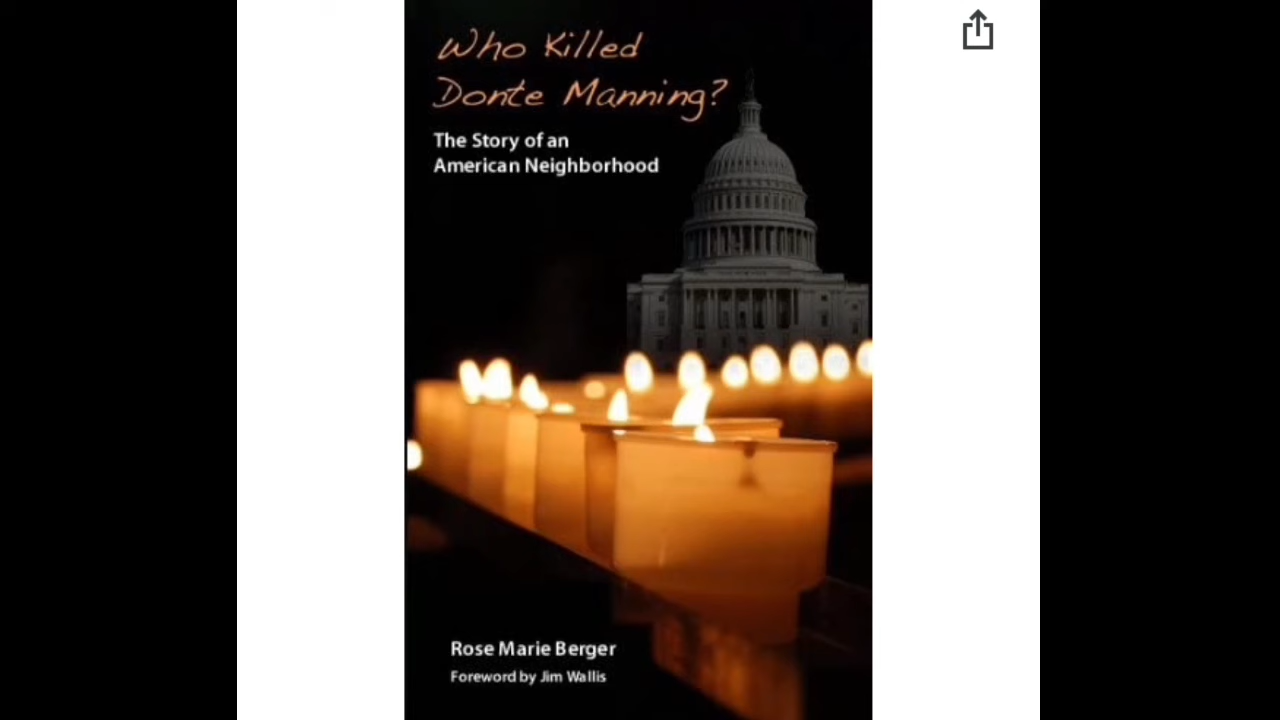 Who Killed
Donte Manning?
The Story of an
American Neighborhood
Rose Marie Berger
Foreword by Jim Wallis